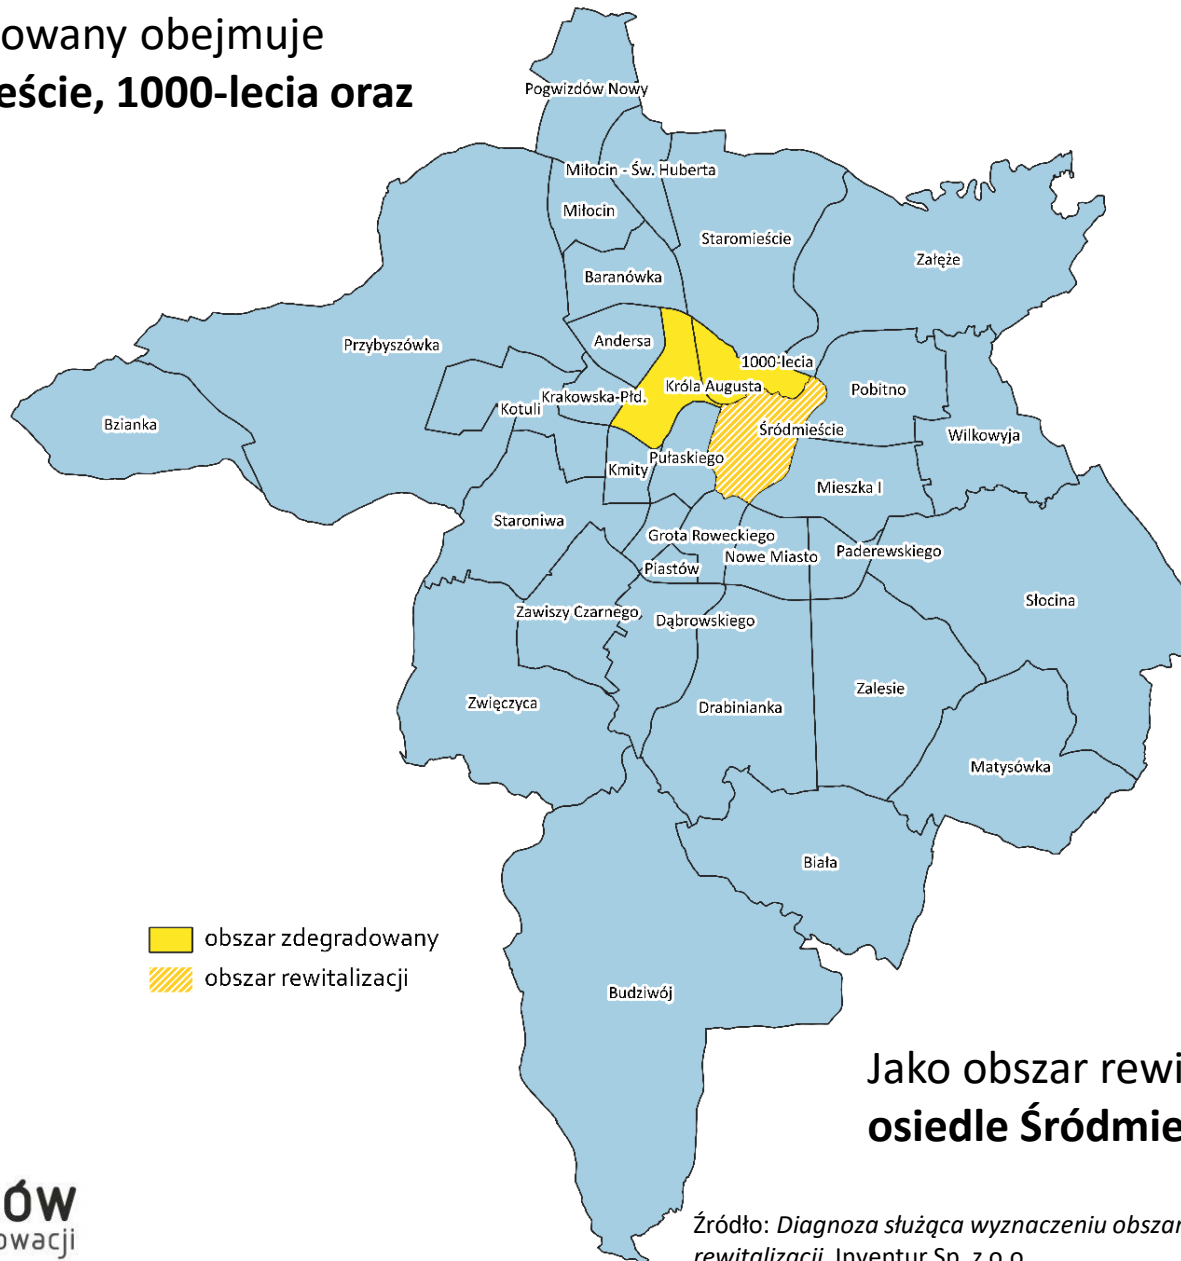 owany obejmuje
eście, 1000-lecia oraz
Pogwizdów Nowy
Miłocin - Św. Huberta
Miłocin
Staromieście
Załęże
Baranówka
Andersa
Przybyszówka
1000-lecia
Króla Augusta
Pobitno
Krakowska-Płd.
Kotuli
Bzianka
Śródmieście
Wilkowyja
Pułaskiego
Kmity
Mieszka I
Staroniwa
Grota Roweckiego
Nowe Miasto
Paderewskiego
Piastów
Słocina
Zawiszy Czarnego
Dąbrowskiego
Zalesie
Zwięczyca
Drabinianka
Matysówka
Biała
obszar zdegradowany
obszar rewitalizacji
Budziwój
Jako obszar rewi
osiedle Śródmie
ÓW
owacji
Źródło: Diagnoza służąca wyznaczeniu obszar
rewitalizacji, Inventur Sp. z o.o.